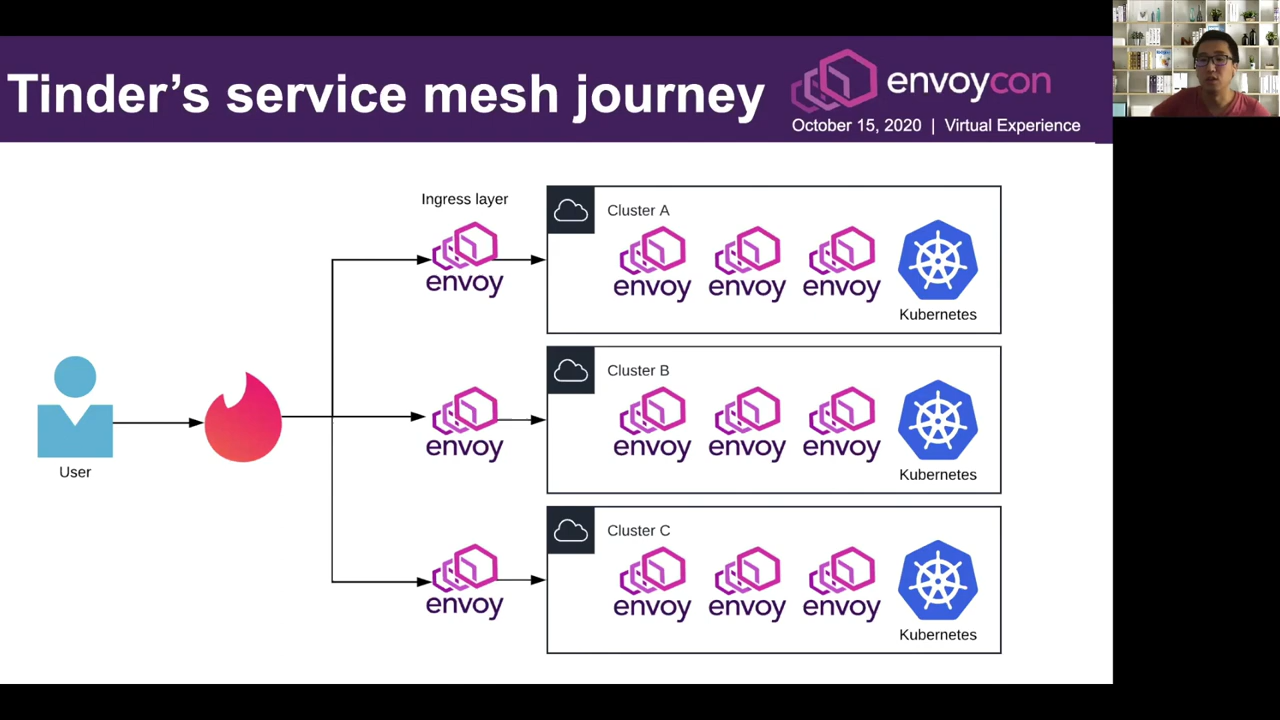 Tinder's service mesh journey
envoycon
October 15, 2020 | Virtual Experience
Ingress layer
envoy
Cluster A
envoy envoy envoy
Kubernetes
User
envoy
Cluster B
envoy envoy envoy
Kubernetes
envoy
Cluster C
envoy envoy envoy
Kubernetes